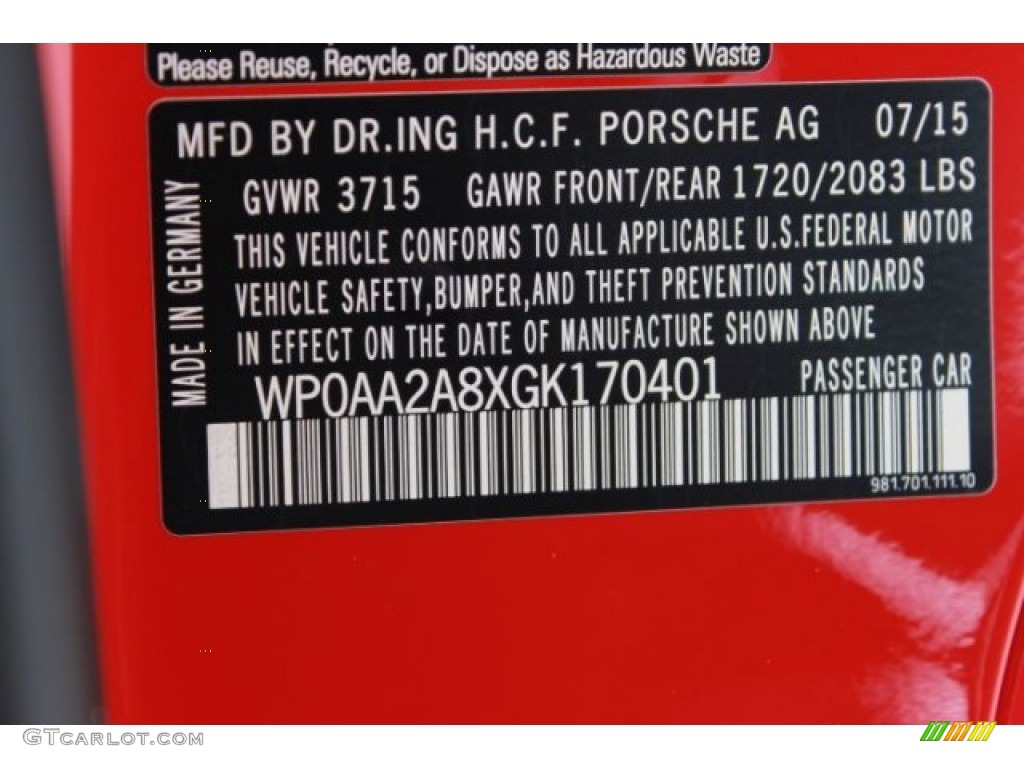 Please Reuse, Recycle, or Dispose as Hazardous Waste
MFD BY DR.ING H.C.F. PORSCHE AG 07/15
GVWR 3715 GAWR FRONT/REAR 1720/2083 LBS
THIS VEHICLE CONFORMS TO ALL APPLICABLE U.S.FEDERAL MOTOR
VEHICLE SAFETY,BUMPER,AND THEFT PREVENTION STANDARDS
IN EFFECT ON THE DATE OF MANUFACTURE SHOWN ABOVE
WP0AA2A8XGK170401 PASSENGER CAR
981.701.111.10
MADE IN GERMANY
GTCARLOT.COM